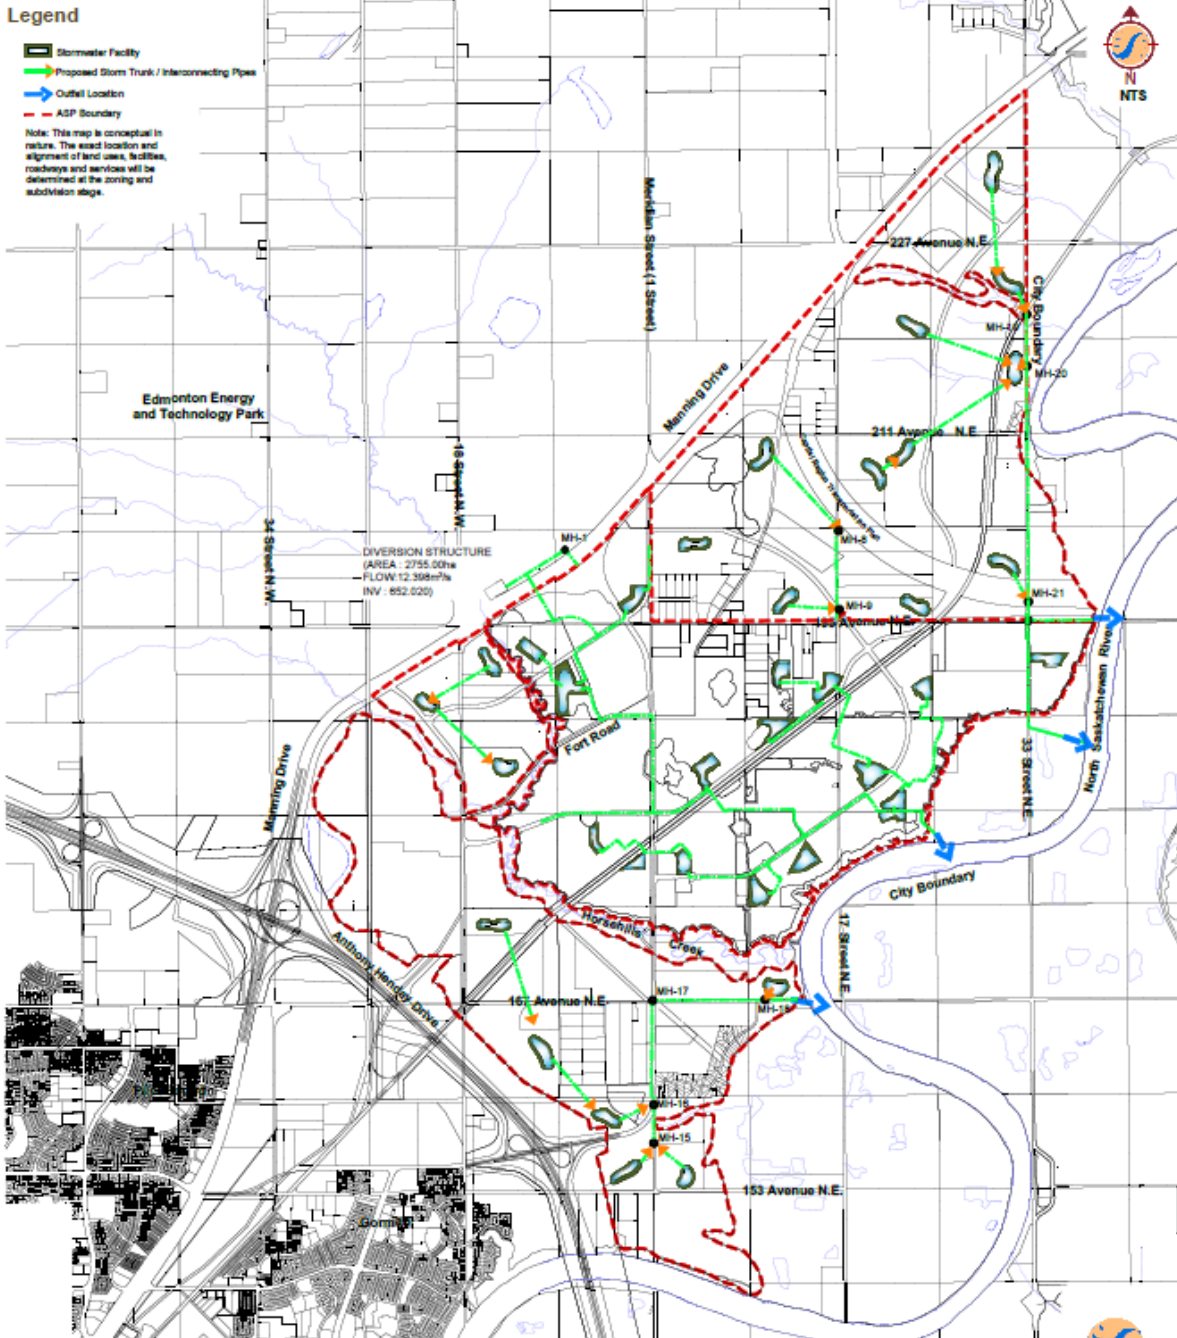 Legend
Stormwater Facility
Proposed Storm Trunk / Interconnecting Pipes
Outfall Location
ASP Boundary
Note: This map is conceptual in
nature. The exact location and
alignment of land uses, facilities,
roadways and services will be
determined at the zoning and
subdivision stage.
N
NTS
Meridian Street (1 Street)
227 Avenue N.E.
City Boundary
MH-19
MH-20
Manning Drive
Edmonton Energy
and Technology Park
211 Avenue N.E.
18 Street N.W.
34 Street N.W.
MH-1
MH-8
DIVERSION STRUCTURE
(AREA : 2755.00ha
FLOW:12.398m³/s
INV : 652.020)
MH-9
MH-21
195 Avenue N.E.
North Saskatchewan River
Fort Road
33 Street N.E.
Manning Drive
City Boundary
Horsehills Creek
17 Street N.E.
Anthony Henday Drive
167 Avenue N.E.
MH-17
MH-18
MH-16
MH-15
153 Avenue N.E.